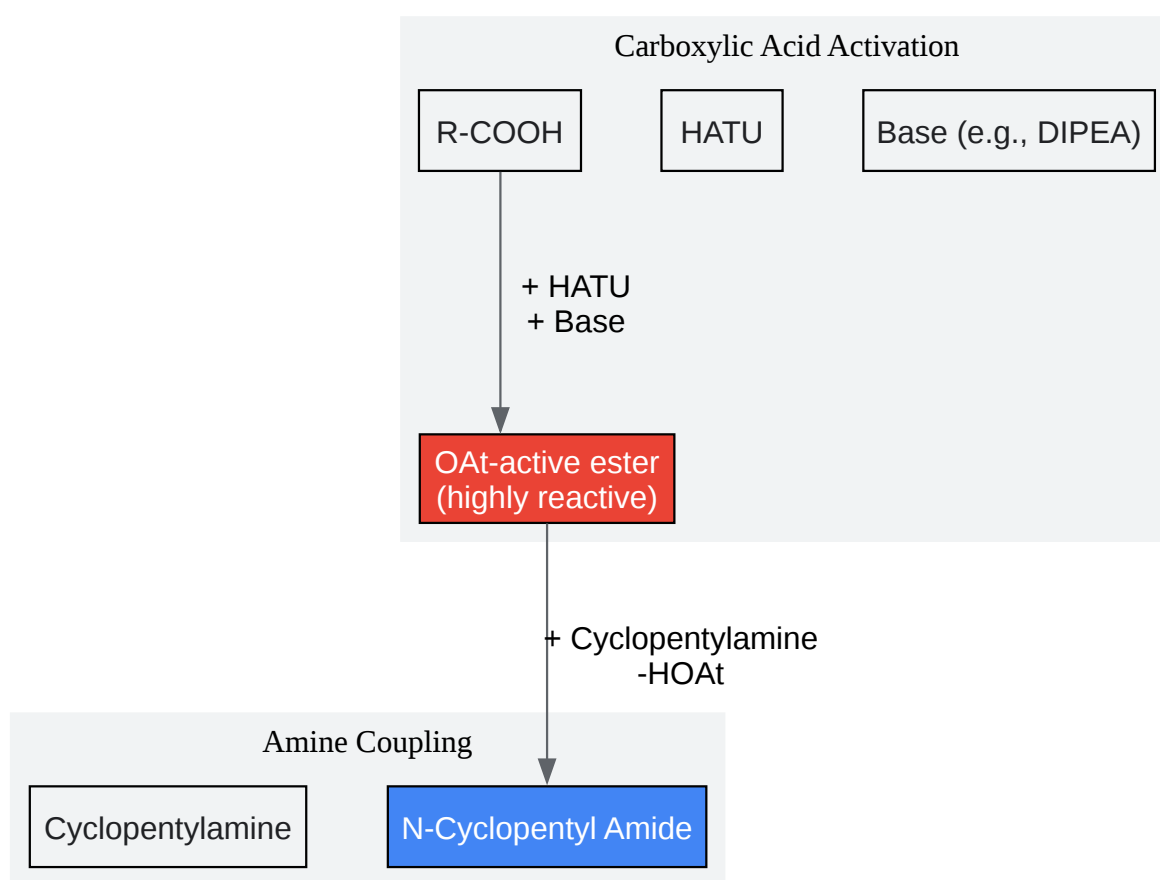 Carboxylic Acid Activation
R-COOH
HATU
Base (e.g., DIPEA)
+ HATU
+ Base
OAt-active ester
(highly reactive)
+ Cyclopentylamine
-HOAt
Amine Coupling
Cyclopentylamine
N-Cyclopentyl Amide